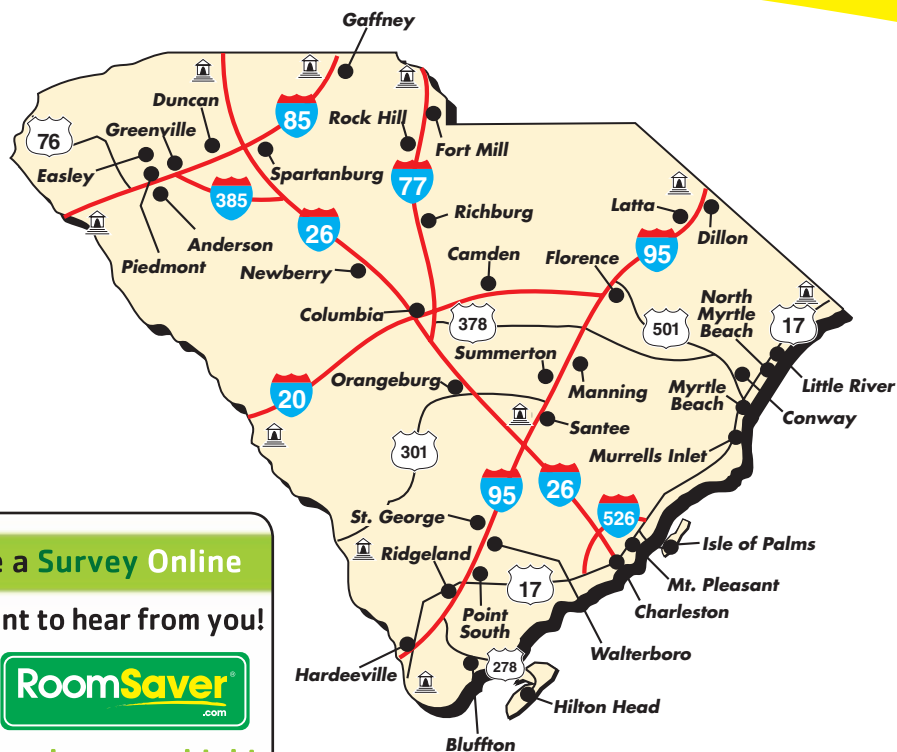 Gaffney
Duncan
85
Rock Hill
76
Greenville
Fort Mill
Easley
Spartanburg
77
385
Latta
Richburg
26
Anderson
Dillon
95
Piedmont
Camden
Florence
Newberry
North
Myrtle
Beach
Columbia
378
501
17
Summerton
Orangeburg
Manning
Myrtle
Beach
Little River
20
Conway
Santee
301
Murrells Inlet
95
26
St. George
526
Isle of Palms
Ridgeland
17
Mt. Pleasant
Point
South
Charleston
Walterboro
Hardeeville
278
Hilton Head
Bluffton
e a Survey Online
nt to hear from you!
RoomSaver®
.com